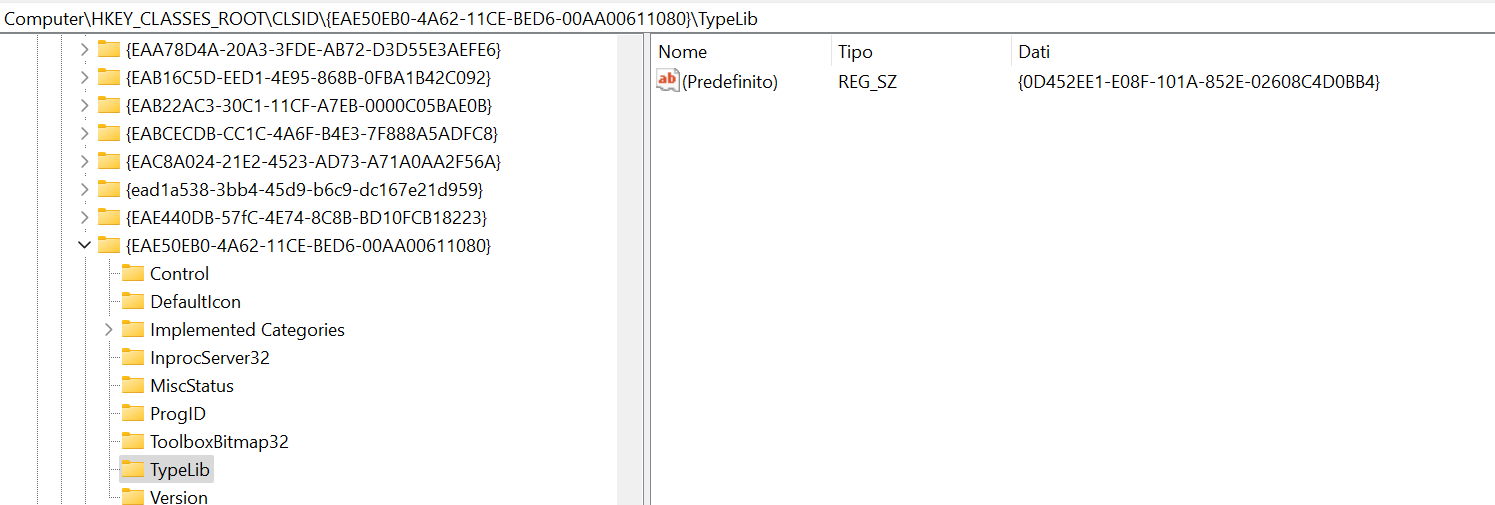 Computer\HKEY_CLASSES_ROOT\CLSID\{EAE50EB0-4A62-11CE-BED6-00AA00611080}\TypeLib
{EAA78D4A-20A3-3FDE-AB72-D3D55E3AEFE6}
{EAB16C5D-EED1-4E95-868B-0FBA1B42C092}
{EAB22AC3-30C1-11CF-A7EB-0000C05BAE0B}
{EABCECDB-CC1C-4A6F-B4E3-7F888A5ADFC8}
{EAC8A024-21E2-4523-AD73-A71A0AA2F56A}
{ead1a538-3bb4-45d9-b6c9-dc167e21d959}
{EAE440DB-57fC-4E74-8C8B-BD10FCB18223}
{EAE50EB0-4A62-11CE-BED6-00AA00611080}
Control
DefaultIcon
Implemented Categories
InprocServer32
MiscStatus
ProgID
ToolboxBitmap32
TypeLib
Version
Nome Tipo Dati
ab (Predefinito) REG_SZ {0D452EE1-E08F-101A-852E-02608C4D0BB4}